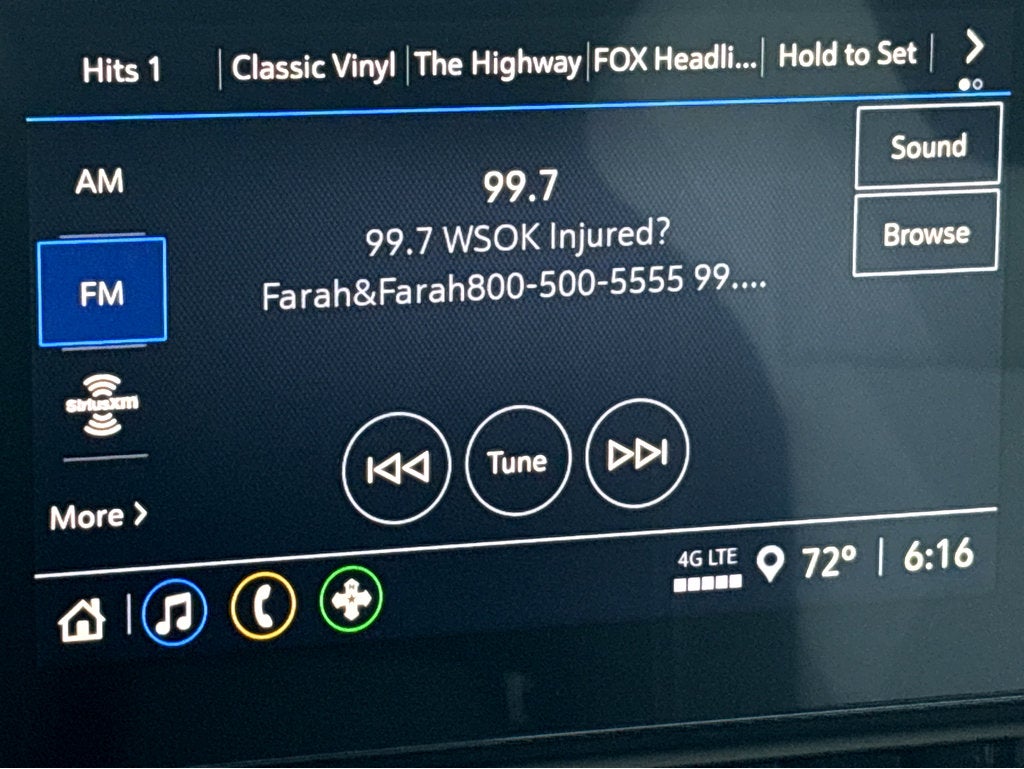 Hits 1
Classic Vinyl
The Highway
FOX Headli...
Hold to Set
Sound
AM
99.7
99.7 WSOK Injured?
Browse
FM
Farah&Farah800-500-5555 99....
SiriusXM
Tune
More
4G LTE
72°
6:16
N